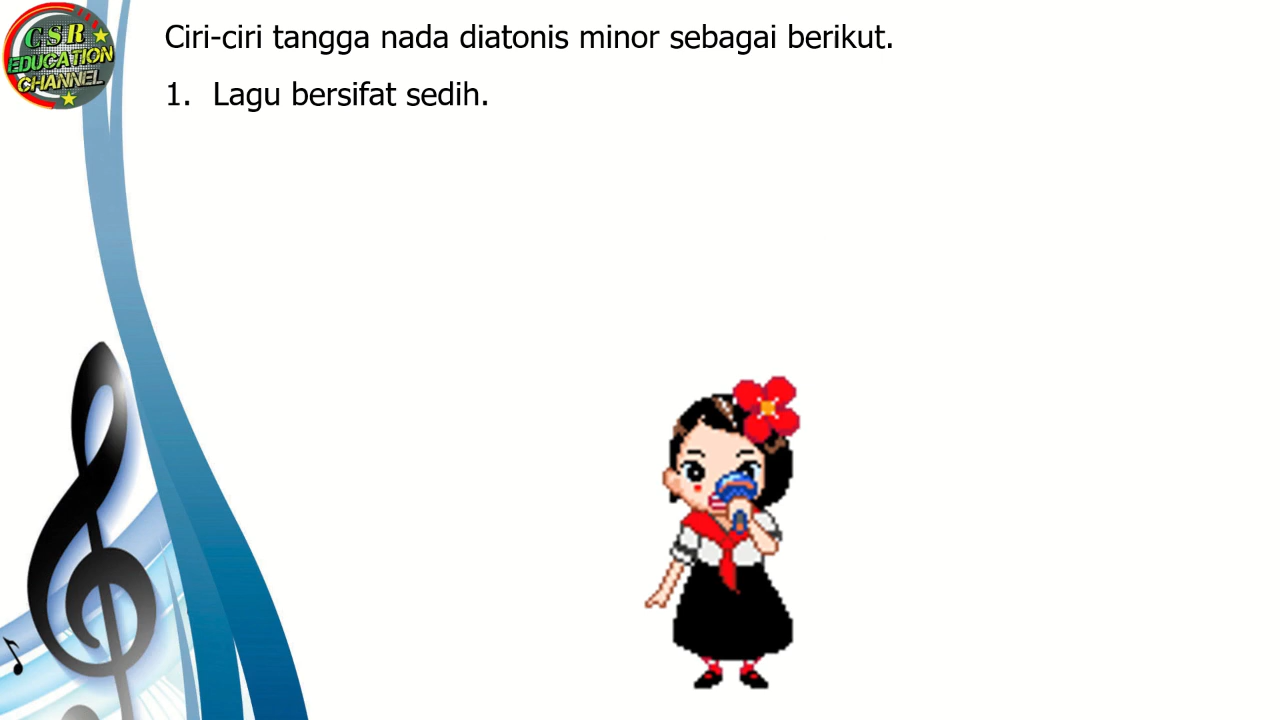 CSR
EDUCATION
CHANNEL
Ciri-ciri tangga nada diatonis minor sebagai berikut.
1. Lagu bersifat sedih.